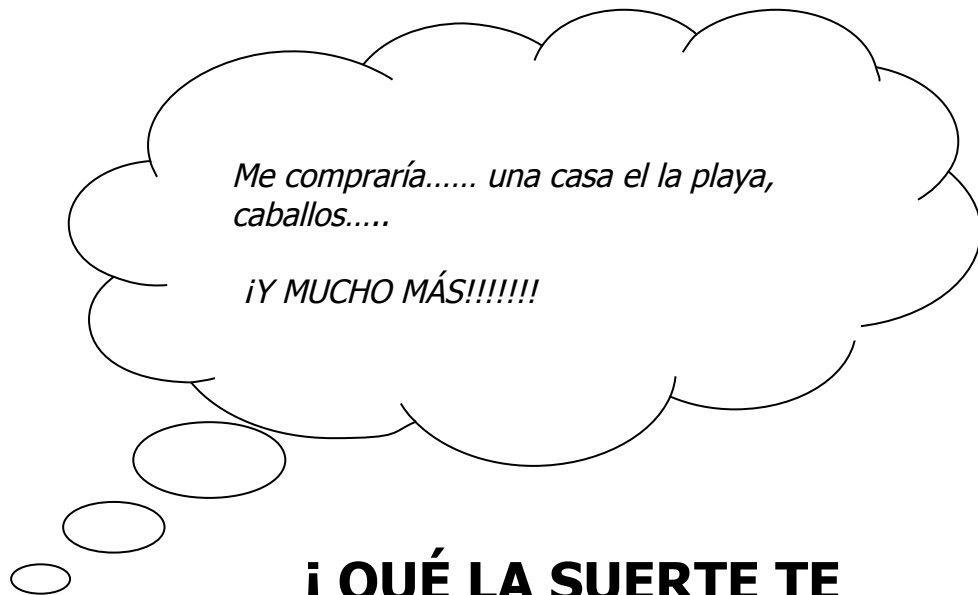 Me compraría...... una casa el la playa,
caballos.....
¡Y MUCHO MÁS!!!!!!!
¡ QUÉ LA SUERTE TE